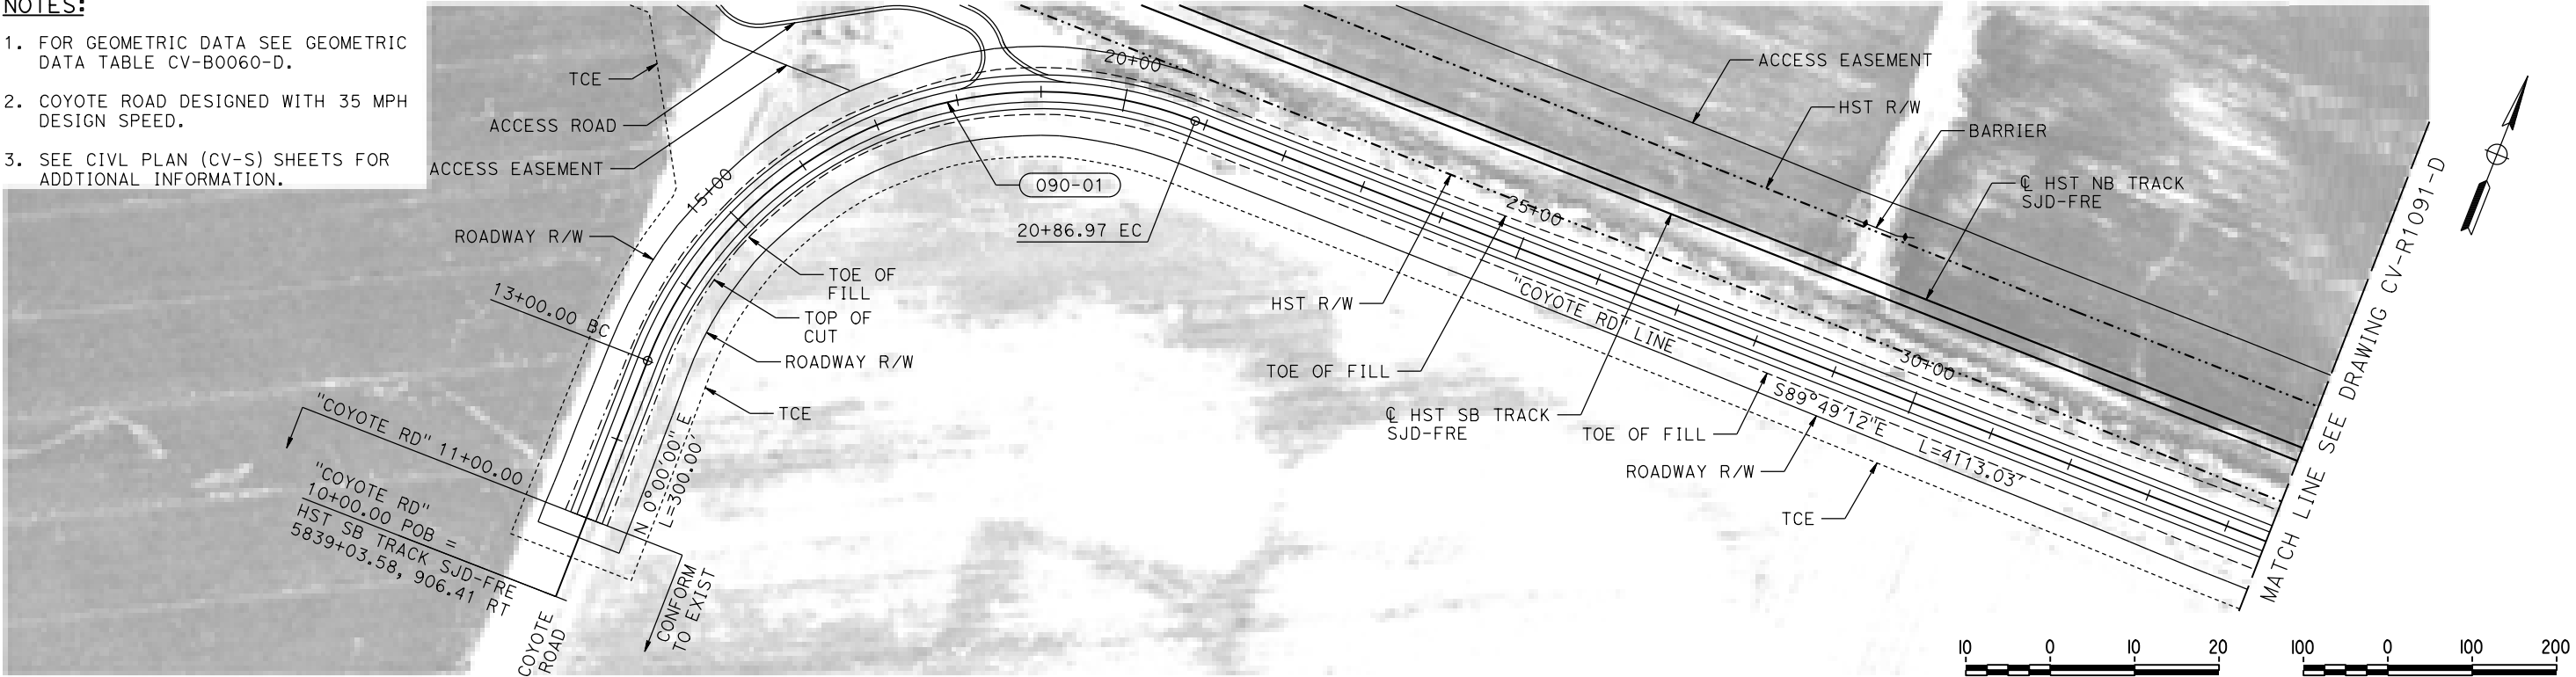 NOTES:
1. FOR GEOMETRIC DATA SEE GEOMETRIC
DATA TABLE CV-B0060-D.
2. COYOTE ROAD DESIGNED WITH 35 MPH
DESIGN SPEED.
3. SEE CIVL PLAN (CV-S) SHEETS FOR
ADDTIONAL INFORMATION.
TCE
ACCESS ROAD
ACCESS EASEMENT
ROADWAY R/W
13+00.00 BC
"COYOTE RD" 11+00.00
"COYOTE RD"
10+00.00 POB =
HST SB TRACK SJD-FRE
5839+03.58, 906.41 RT
COYOTE
ROAD
CONFORM
TO EXIST
N 0°00'00" E
L=300.00'
15+00
20+00
090-01
20+86.97 EC
TOE OF
FILL
TOP OF
CUT
ROADWAY R/W
TCE
ACCESS EASEMENT
HST R/W
BARRIER
℄ HST NB TRACK
SJD-FRE
25+00
HST R/W
"COYOTE RD" LINE
TOE OF FILL
℄ HST SB TRACK
SJD-FRE
30+00
S89°49'12"E
L=4113.03'
TOE OF FILL
ROADWAY R/W
TCE
MATCH LINE SEE DRAWING CV-R1091-D
10 0 10 20
100 0 100 200